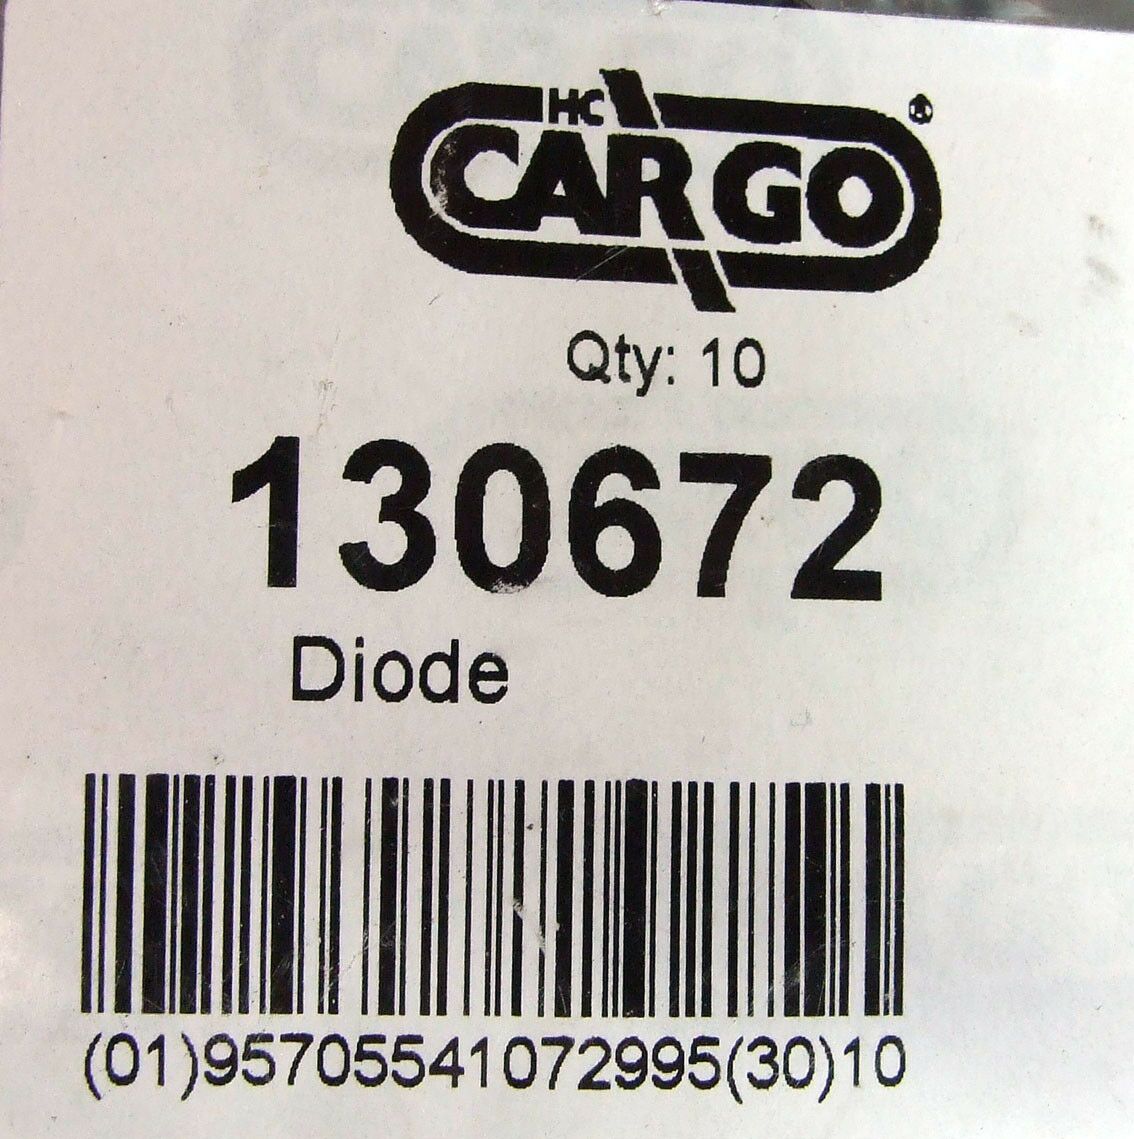 HC
CARGO®
Qty: 10
130672
Diode
(01)95705541072995(30)10